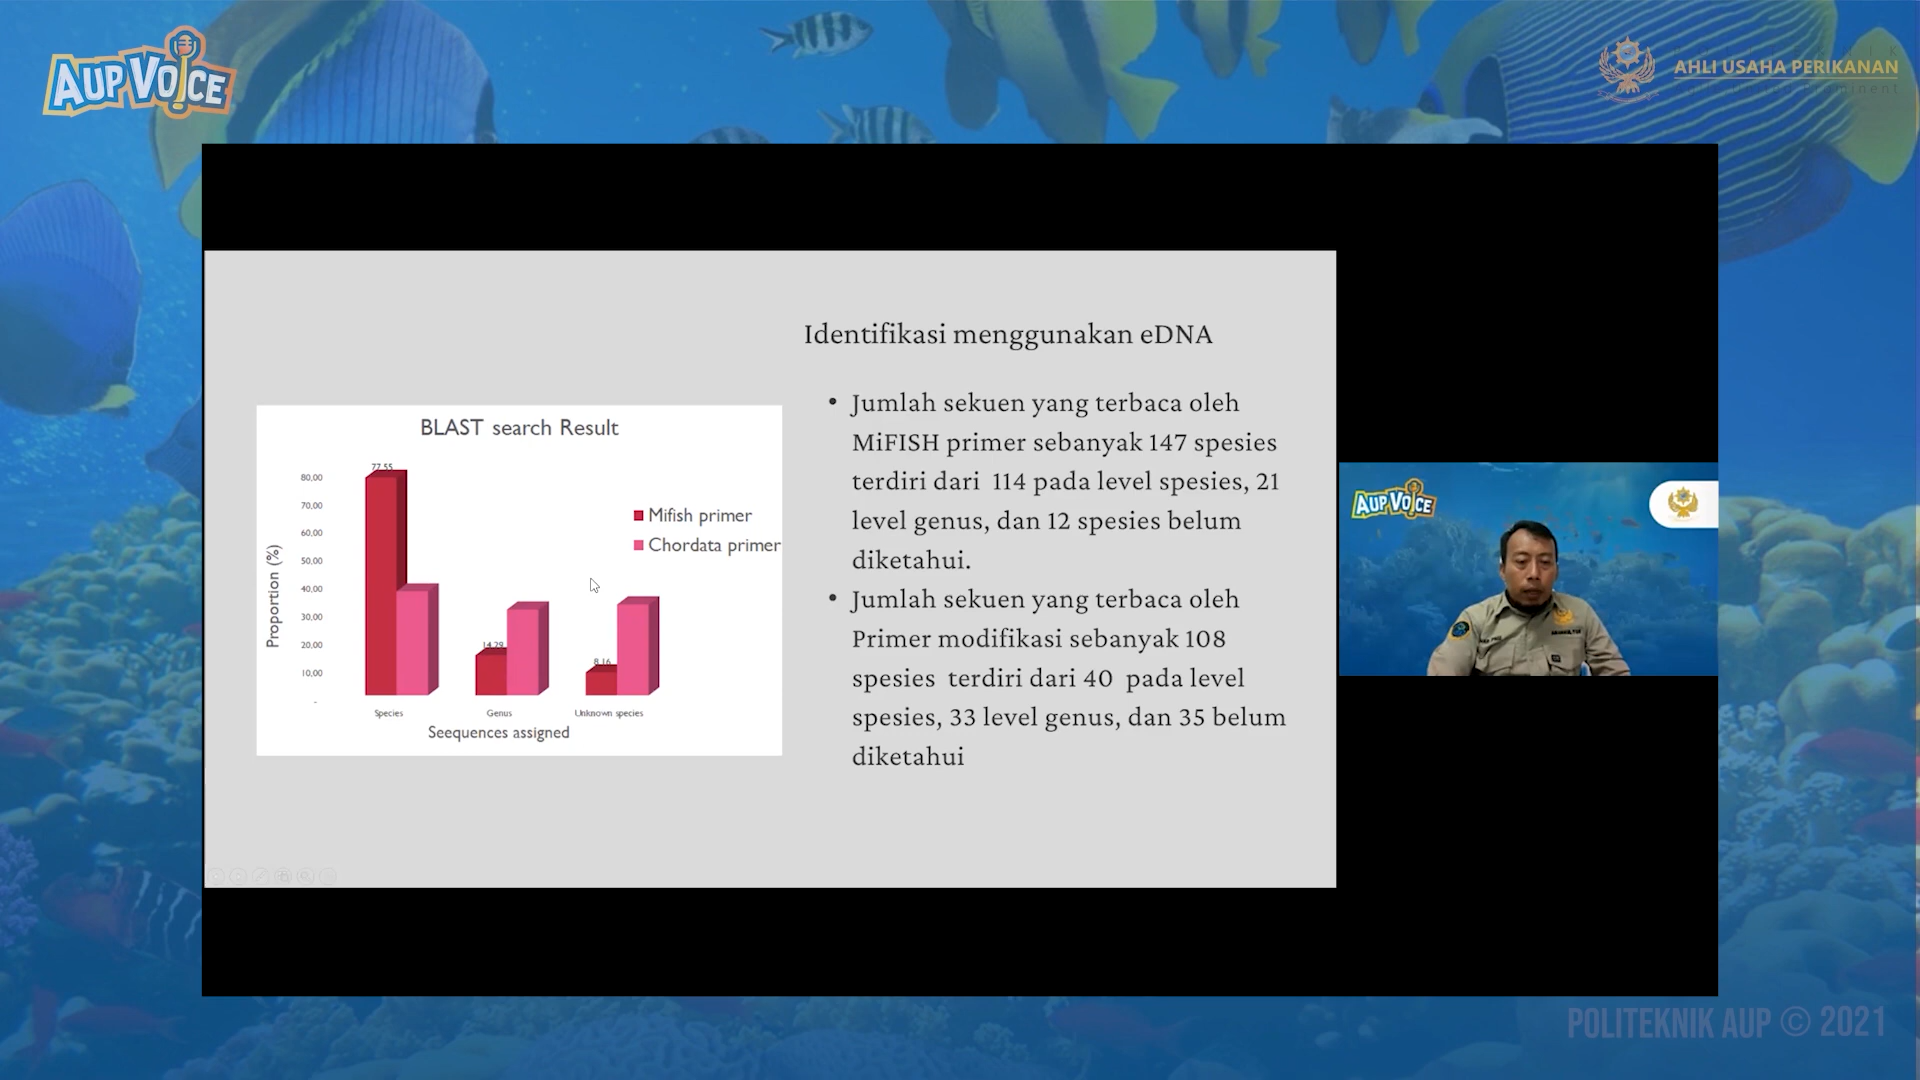 AUP VOICE
POLITEKNIK
AHLI USAHA PERIKANAN
Identifikasi menggunakan eDNA
• Jumlah sekuen yang terbaca oleh
MiFISH primer sebanyak 147 spesies
terdiri dari 114 pada level spesies, 21
level genus, dan 12 spesies belum
diketahui.
• Jumlah sekuen yang terbaca oleh
Primer modifikasi sebanyak 108
spesies terdiri dari 40 pada level
spesies, 33 level genus, dan 35 belum
diketahui
BLAST search Result
Proportion (%)
80,00
70,00
60,00
50,00
40,00
30,00
20,00
10,00
-
77.55
14.29
8.16
Mifish primer
Chordata primer
Species
Genus
Unknown species
Seequences assigned
AUP VOICE
POLITEKNIK AUP © 2021